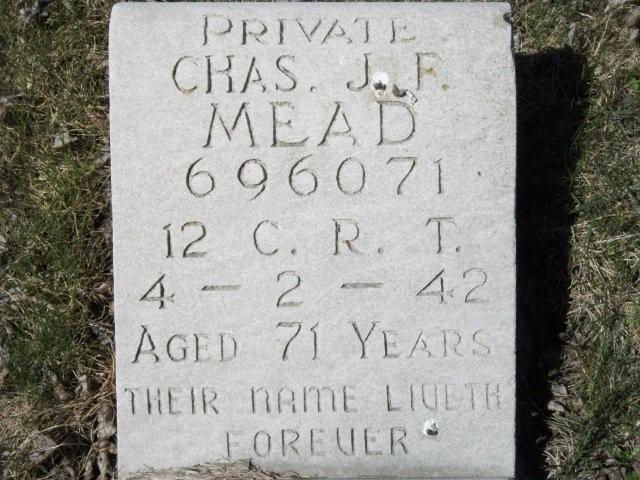 PRIVATE
CHAS. J. F.
MEAD
696071
12 C. R. T.
4 - 2 - 42
AGED 71 YEARS
THEIR NAME LIVETH
FOREVER